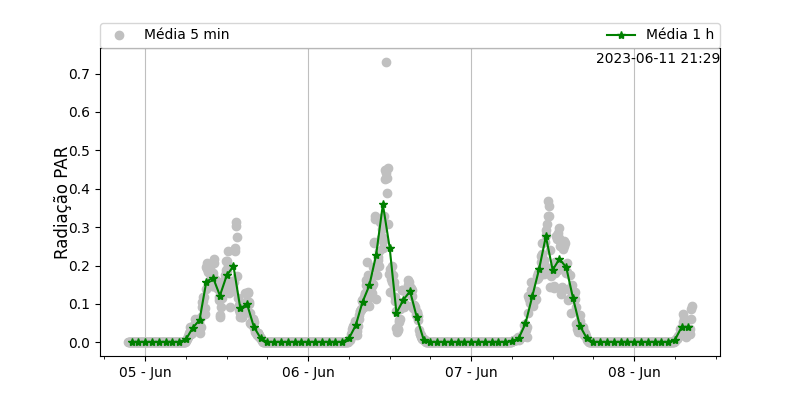 Média 5 min
Média 1 h
2023-06-11 21:29
Radiação PAR
0.7
0.6
0.5
0.4
0.3
0.2
0.1
0.0
05 - Jun
06 - Jun
07 - Jun
08 - Jun